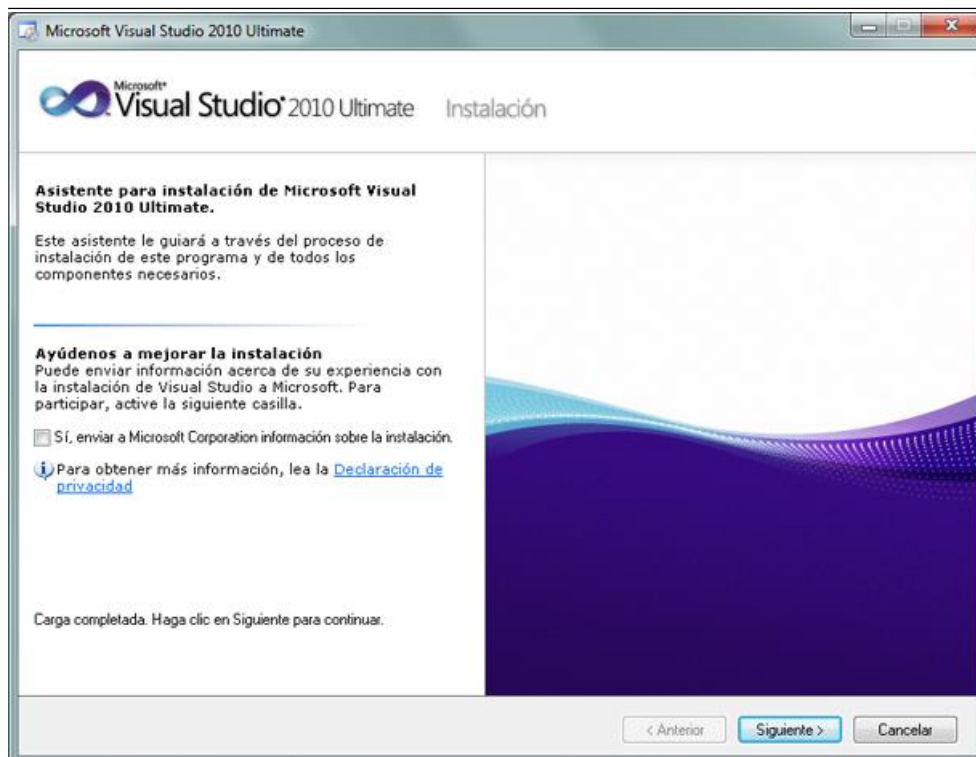 Microsoft Visual Studio 2010 Ultimate
Microsoft®
Visual Studio® 2010 Ultimate Instalación
Asistente para instalación de Microsoft Visual
Studio 2010 Ultimate.
Este asistente le guiará a través del proceso de
instalación de este programa y de todos los
componentes necesarios.
Ayúdenos a mejorar la instalación
Puede enviar información acerca de su experiencia con
la instalación de Visual Studio a Microsoft. Para
participar, active la siguiente casilla.
Sí, enviar a Microsoft Corporation información sobre la instalación.
Para obtener más información, lea la Declaración de
privacidad
Carga completada. Haga clic en Siguiente para continuar.
< Anterior Siguiente > Cancelar